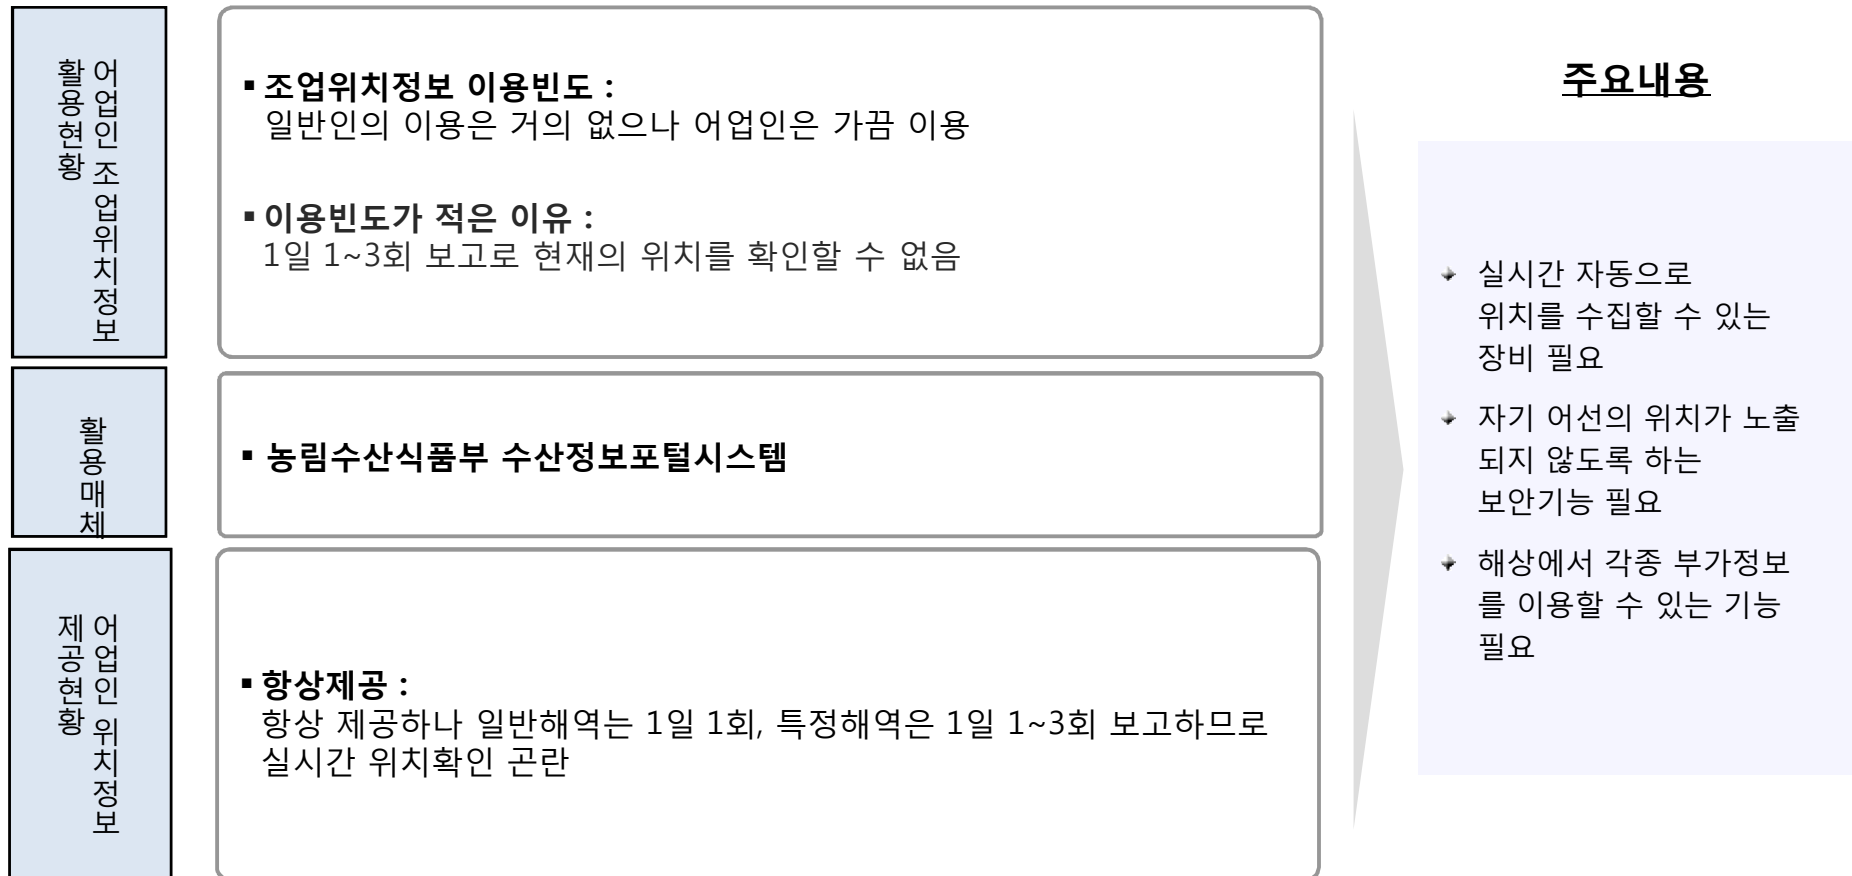 어업인 조업위치정보
활용현황
▪ 조업위치정보 이용빈도 :
일반인의 이용은 거의 없으나 어업인은 가끔 이용
▪ 이용빈도가 적은 이유 :
1일 1~3회 보고로 현재의 위치를 확인할 수 없음
활용매체
▪ 농림수산식품부 수산정보포털시스템
어업인 위치정보
제공현황
▪ 항상제공 :
항상 제공하나 일반해역는 1일 1회, 특정해역은 1일 1~3회 보고하므로
실시간 위치확인 곤란
주요내용
실시간 자동으로
위치를 수집할 수 있는
장비 필요
자기 어선의 위치가 노출
되지 않도록 하는
보안기능 필요
해상에서 각종 부가정보
를 이용할 수 있는 기능
필요